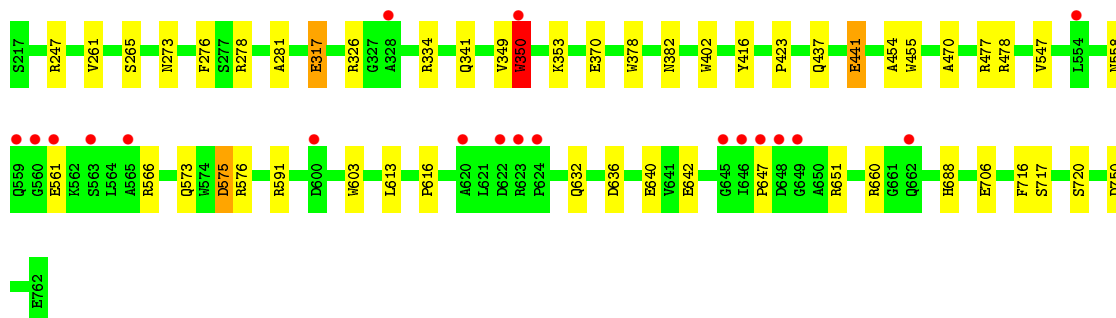 S217 R247 V261 S265 N273 F276 S277 R278 A281 E317 R326 G327 A328 R334 Q341 V349 W350 K353 E370 W378 N382 W402 Y416 P423 Q437 E441 A454 W455 A470 R477 R478 V547 L554 N558
Q559 G560 E561 K562 S563 L564 A565 R566 Q573 W574 D575 R576 R591 D600 W603 L613 P616 A620 L621 D622 R623 P624 Q632 D636 E640 V641 E642 G645 I646 P647 D648 G649 A650 R651 R660 G661 Q662 H688 E706 F716 S717 S720
E762